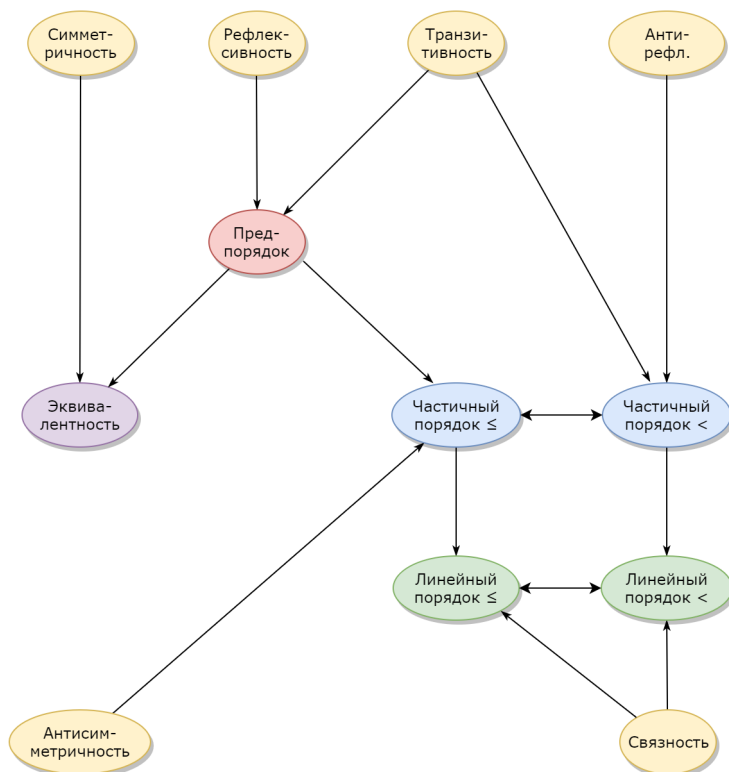 Симмет-
ричность
Рефлек-
сивность
Транзи-
тивность
Анти-
рефл.
Пред-
порядок
Эквива-
лентность
Частичный
порядок ≤
Частичный
порядок <
Линейный
порядок ≤
Линейный
порядок <
Антисим-
метричность
Связность